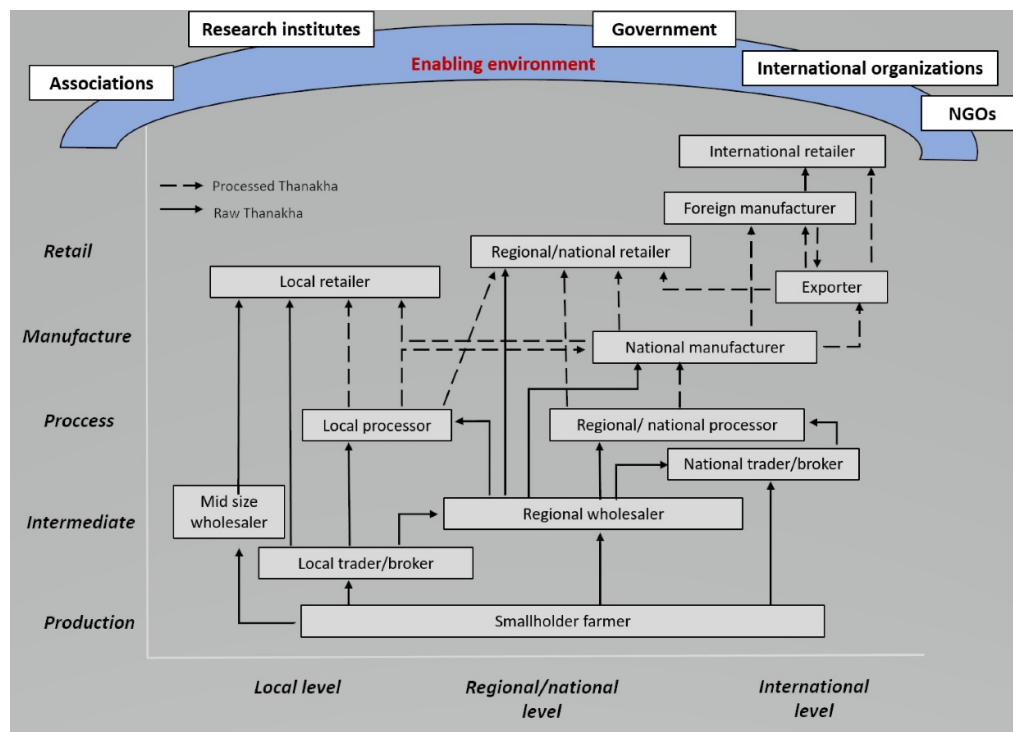 Research institutes
Government
Enabling environment
International organizations
Associations
NGOs
International retailer
Processed Thanakha
Raw Thanakha
Foreign manufacturer
Retail
Regional/national retailer
Local retailer
Exporter
Manufacture
National manufacturer
Proccess
Local processor
Regional/ national processor
National trader/broker
Mid size
wholesaler
Intermediate
Regional wholesaler
Local trader/broker
Production
Smallholder farmer
Local level
Regional/national
level
International
level